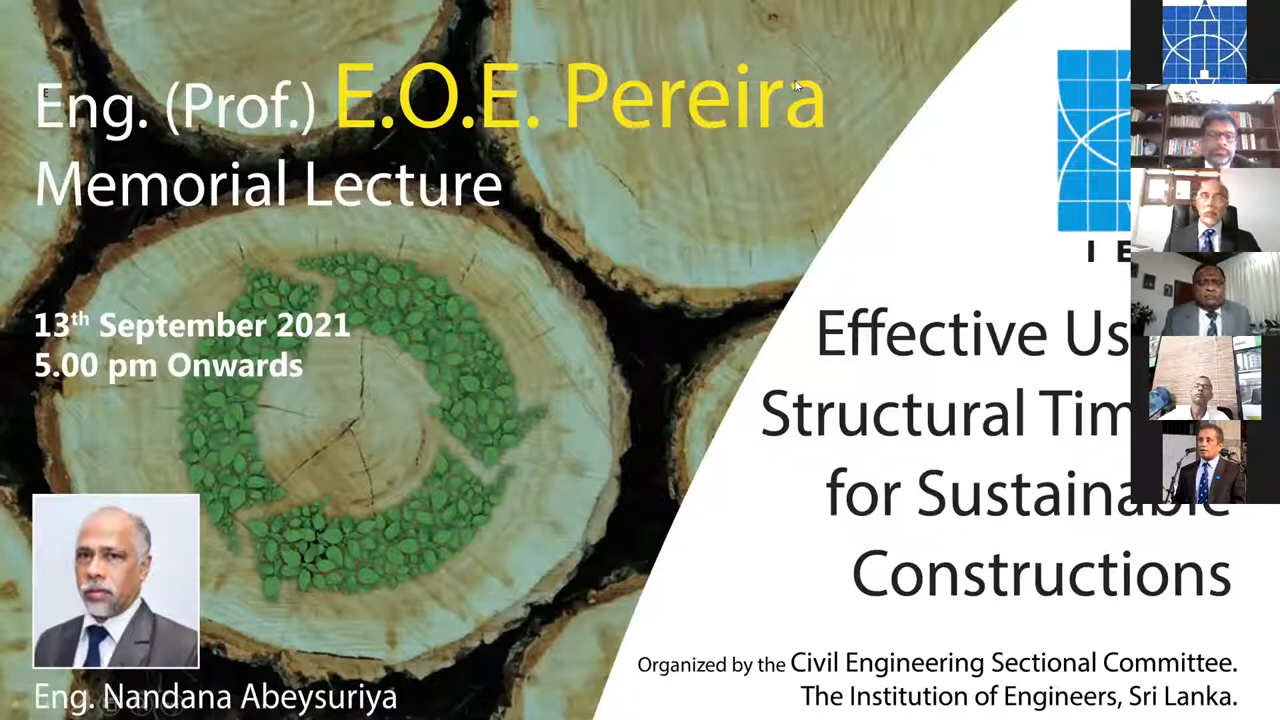 Eng. (Prof.) E.O.E. Pereira
Memorial Lecture
13th September 2021
5.00 pm Onwards
I E
Effective Us
Structural Tim
for Sustainable
Constructions
Eng. Nandana Abeysuriya
Organized by the Civil Engineering Sectional Committee.
The Institution of Engineers, Sri Lanka.